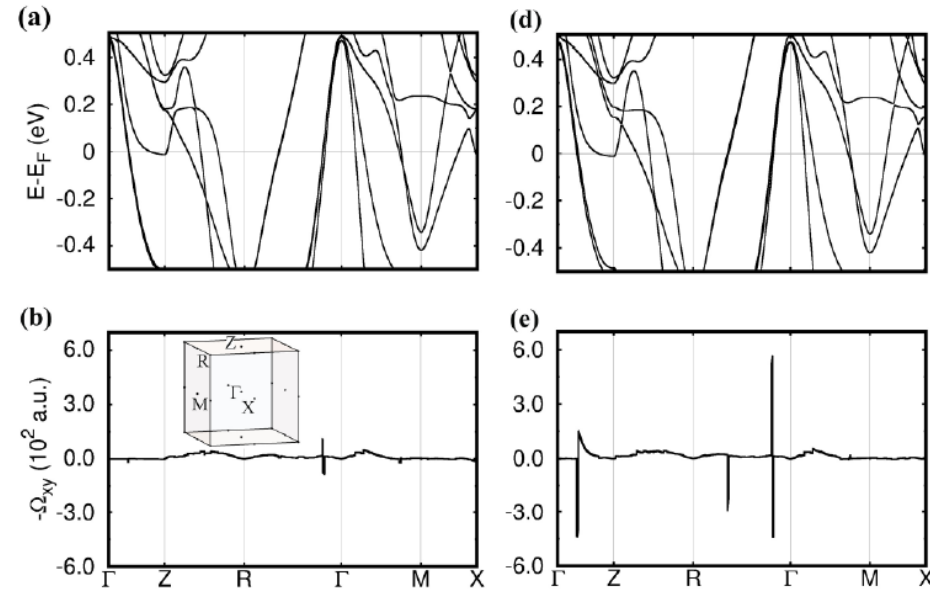 (a)
E-E_F (eV)
0.4
0.2
0
-0.2
-0.4
(d)
0.4
0.2
0
-0.2
-0.4
(b)
-Ω_xy (10² a.u.)
6.0
3.0
0.0
-3.0
-6.0
Z
R
Γ
M
X
Γ Z R Γ M X
(e)
6.0
3.0
0.0
-3.0
-6.0
Γ Z R Γ M X